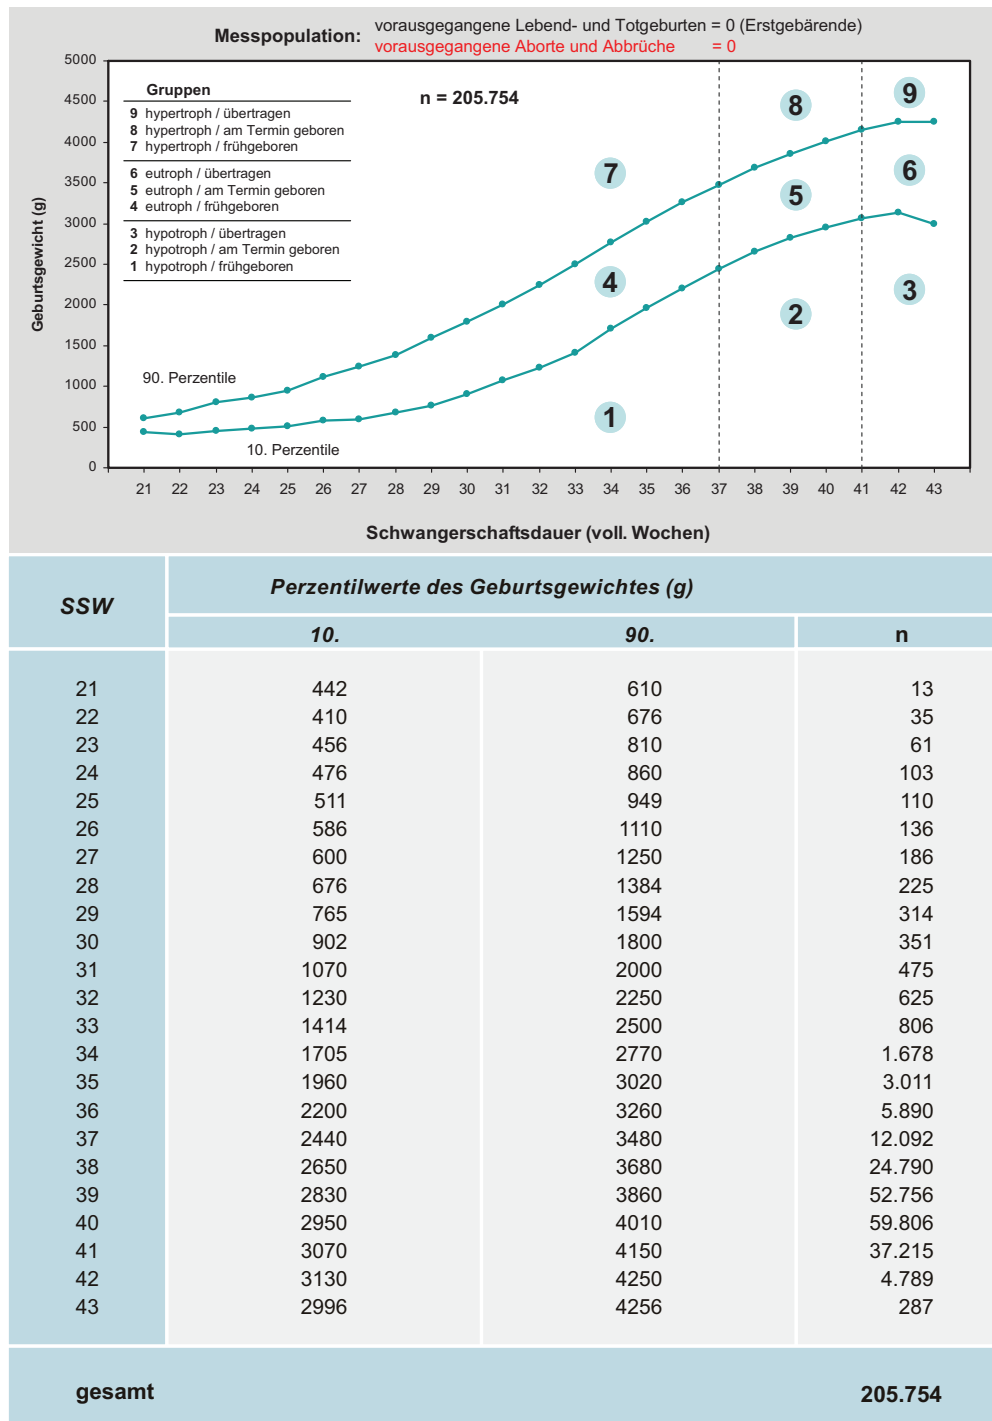 Messpopulation: vorausgegangene Lebend- und Totgeburten = 0 (Erstgebärende)
vorausgegangene Aborte und Abbrüche = 0
n = 205.754
Gruppen
9 hypertroph / übertragen
8 hypertroph / am Termin geboren
7 hypertroph / frühgeboren
6 eutroph / übertragen
5 eutroph / am Termin geboren
4 eutroph / frühgeboren
3 hypotroph / übertragen
2 hypotroph / am Termin geboren
1 hypotroph / frühgeboren
Geburtsgewicht (g)
5000
4500
4000
3500
3000
2500
2000
1500
1000
500
0
9
8
7
6
5
4
3
2
1
90. Perzentile
10. Perzentile
21 22 23 24 25 26 27 28 29 30 31 32 33 34 35 36 37 38 39 40 41 42 43
Schwangerschaftsdauer (voll. Wochen)
SSW Perzentilwerte des Geburtsgewichtes (g)
10. 90. n
21 442 610 13
22 410 676 35
23 456 810 61
24 476 860 103
25 511 949 110
26 586 1110 136
27 600 1250 186
28 676 1384 225
29 765 1594 314
30 902 1800 351
31 1070 2000 475
32 1230 2250 625
33 1414 2500 806
34 1705 2770 1.678
35 1960 3020 3.011
36 2200 3260 5.890
37 2440 3480 12.092
38 2650 3680 24.790
39 2830 3860 52.756
40 2950 4010 59.806
41 3070 4150 37.215
42 3130 4250 4.789
43 2996 4256 287
gesamt 205.754